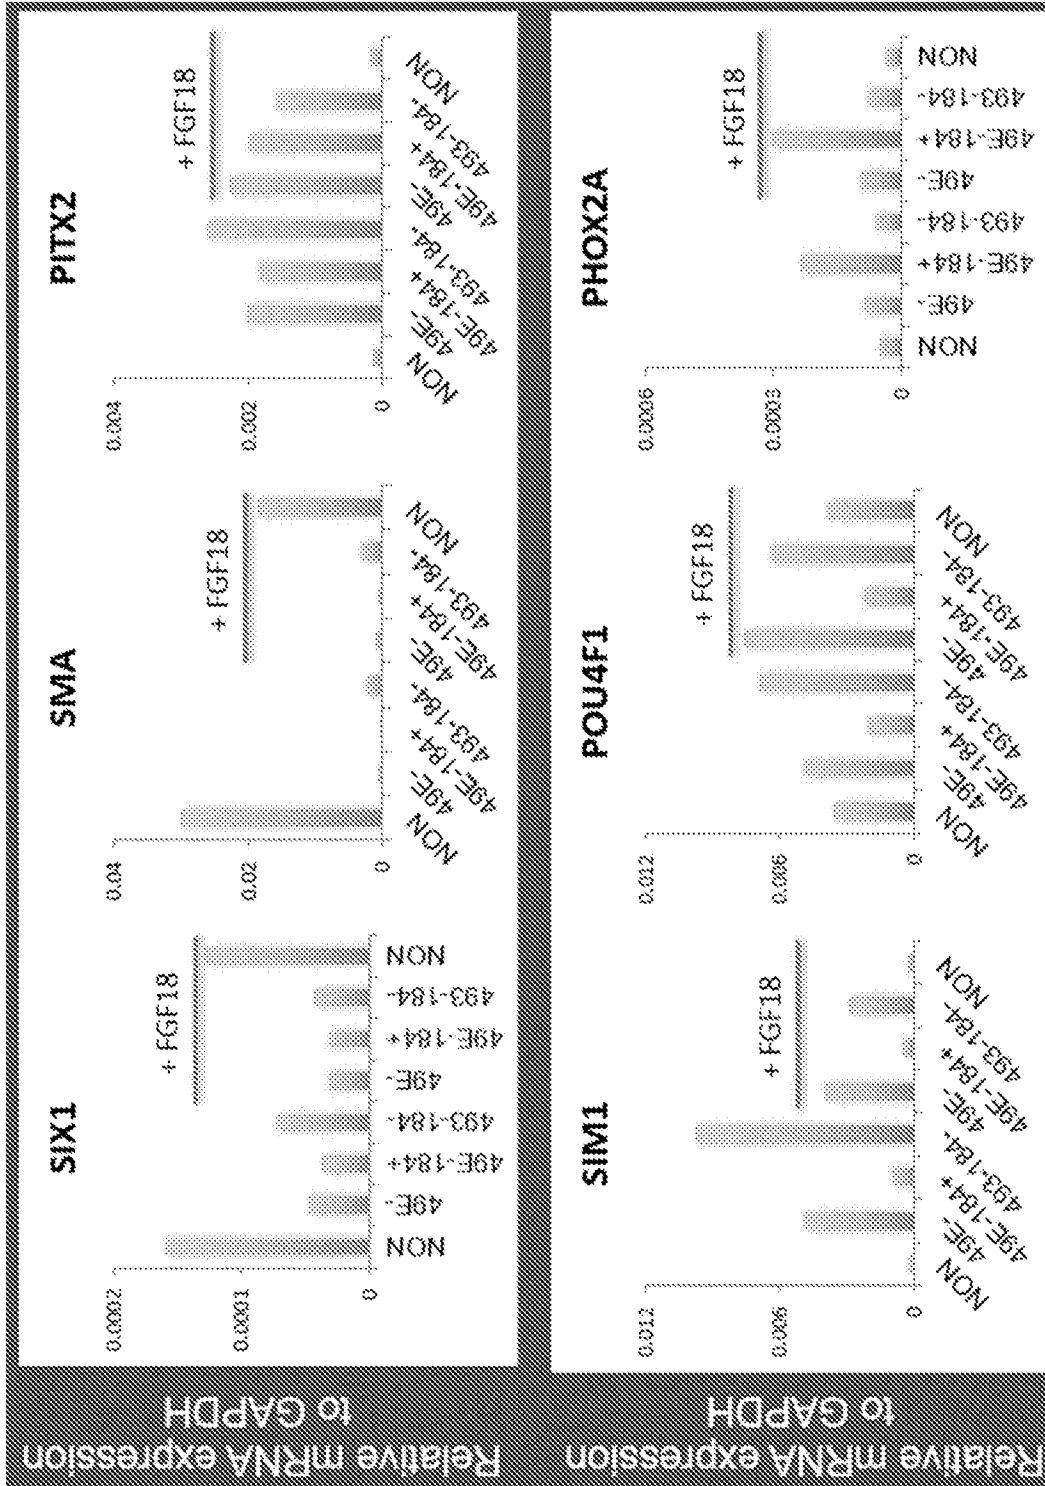 Relative mRNA expression
to GAPDH
SIX1
+ FGF18
0.0002
0.0001
0
NON
49E-
49E-184+
493-184-
49E-
49E-184+
493-184-
NON
SMA
+ FGF18
0.04
0.02
0
NON
49E-
49E-184+
493-184.
49E-
49E-184+
493-184.
NON
PITX2
+ FGF18
0.004
0.002
0
NON
49E-
49E-184+
493-184.
49E-
49E-184+
493-184.
NON
Relative mRNA expression
to GAPDH
SIM1
+ FGF18
0.012
0.006
0
NON
49E-
49E-184+
493-184.
49E-
49E-184+
493-184-
NON
POU4F1
+ FGF18
0.012
0.006
0
NON
49E-
49E-184+
493-184-
49E-
49E-184+
493-184-
NON
PHOX2A
+ FGF18
0.0006
0.0003
0
NON
49E-
49E-184+
493-184-
49E-
49E-184+
493-184-
NON